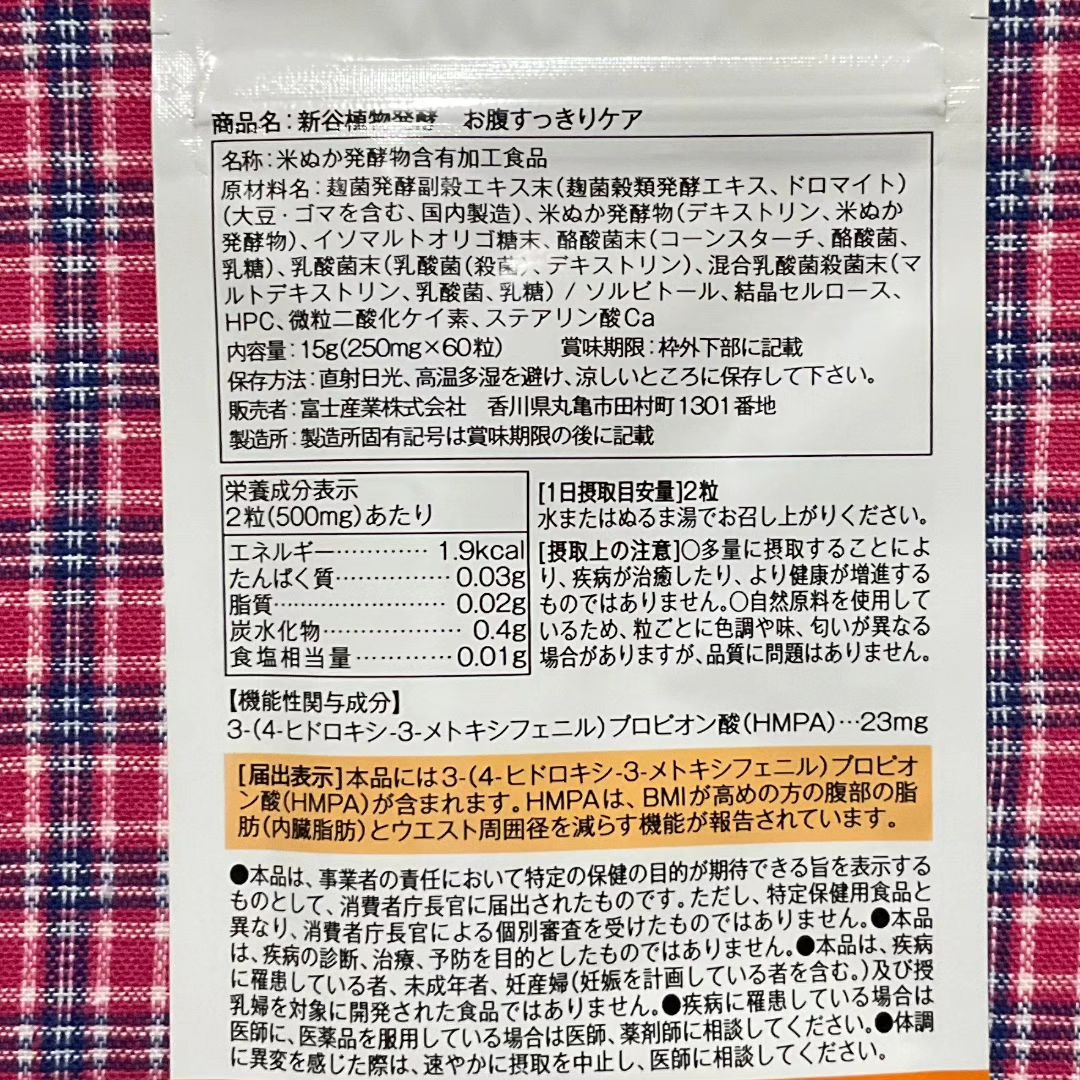 商品名：新谷植物発酵　お腹すっきりケア
名称：米ぬか発酵物含有加工食品
原材料名：麹菌発酵副穀エキス末（麹菌穀類発酵エキス、ドロマイト）
（大豆・ゴマを含む、国内製造）、米ぬか発酵物（デキストリン、米ぬか
発酵物）、イソマルトオリゴ糖末、酪酸菌末（コーンスターチ、酪酸菌、
乳糖）、乳酸菌末（乳酸菌（殺菌）、デキストリン）、混合乳酸菌殺菌末（マ
ルトデキストリン、乳酸菌、乳糖） / ソルビトール、結晶セルロース、
HPC、微粒二酸化ケイ素、ステアリン酸Ca
内容量：15g(250mg×60粒)　賞味期限：枠外下部に記載
保存方法：直射日光、高温多湿を避け、涼しいところに保存して下さい。
販売者：富士産業株式会社　香川県丸亀市田村町1301番地
製造所：製造所固有記号は賞味期限の後に記載
栄養成分表示
2粒(500mg)あたり
エネルギー………… 1.9kcal
たんぱく質…………… 0.03g
脂質………………… 0.02g
炭水化物……………… 0.4g
食塩相当量………… 0.01g
[1日摂取目安量]2粒
水またはぬるま湯でお召し上がりください。
[摂取上の注意]○多量に摂取することによ
り、疾病が治癒したり、より健康が増進する
ものではありません。○自然原料を使用して
いるため、粒ごとに色調や味、匂いが異なる
場合がありますが、品質に問題はありません。
【機能性関与成分】
3-(4-ヒドロキシ-3-メトキシフェニル）プロピオン酸（HMPA）…23mg
[届出表示]本品には3-(4-ヒドロキシ-3-メトキシフェニル）プロピオ
ン酸(HMPA)が含まれます。HMPAは、BMIが高めの方の腹部の脂
肪（内臓脂肪）とウエスト周囲径を減らす機能が報告されています。
●本品は、事業者の責任において特定の保健の目的が期待できる旨を表示する
ものとして、消費者庁長官に届出されたものです。ただし、特定保健用食品と
異なり、消費者庁長官による個別審査を受けたものではありません。●本品
は、疾病の診断、治療、予防を目的としたものではありません。●本品は、疾病
に罹患している者、未成年者、妊産婦（妊娠を計画している者を含む。）及び授
乳婦を対象に開発された食品ではありません。●疾病に罹患している場合は
医師に、医薬品を服用している場合は医師、薬剤師に相談してください。●体調
に異変を感じた際は、速やかに摂取を中止し、医師に相談してください。